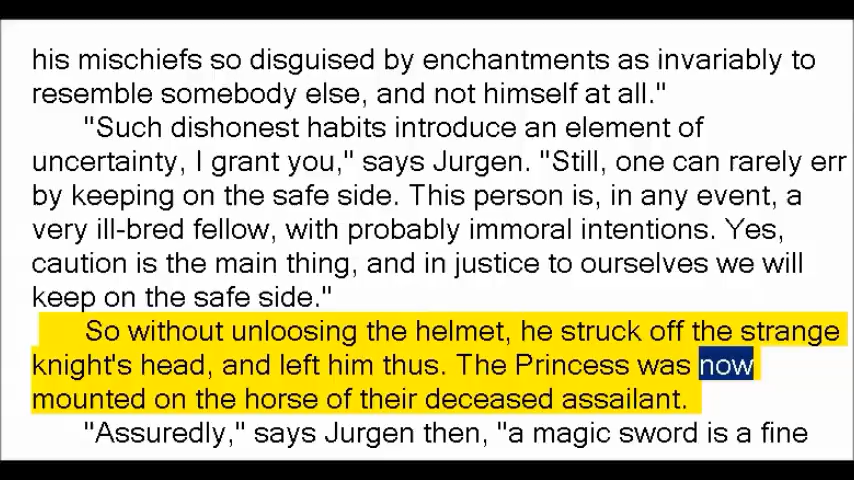 his mischiefs so disguised by enchantments as invariably to
resemble somebody else, and not himself at all."
"Such dishonest habits introduce an element of
uncertainty, I grant you," says Jurgen. "Still, one can rarely err
by keeping on the safe side. This person is, in any event, a
very ill-bred fellow, with probably immoral intentions. Yes,
caution is the main thing, and in justice to ourselves we will
keep on the safe side."
So without unloosing the helmet, he struck off the strange
knight's head, and left him thus. The Princess was now
mounted on the horse of their deceased assailant.
"Assuredly," says Jurgen then, "a magic sword is a fine